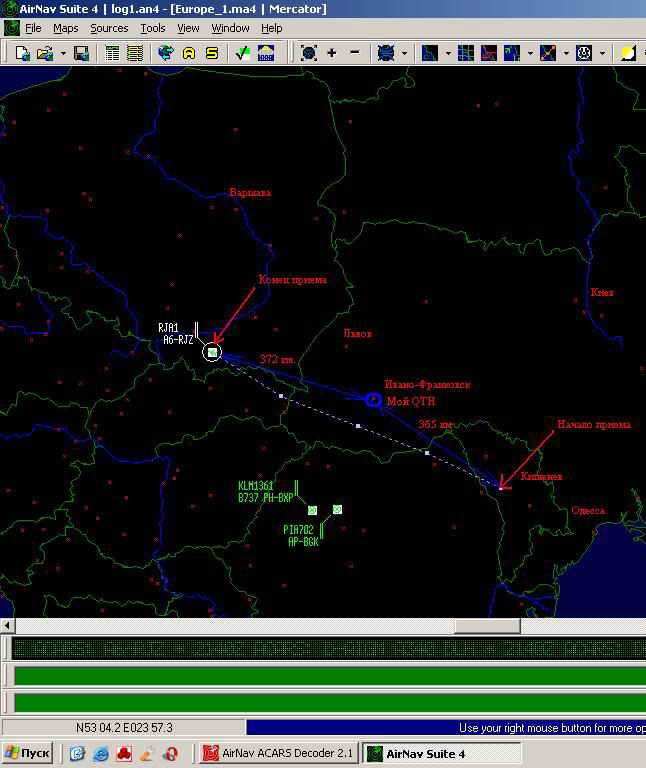 AirNav Suite 4 | log1.an4 - [Europe_1.ma4 | Mercator]
File Maps Sources Tools View Window Help
Варшава
Конец приема
Киев
RJA1
A6-RJZ
Львов
372 km.
Ивано-Франковск
Мой QTH
365 km
Начало приема
Кишенев
KLM1361
B737 PH-BXP
Одесса
PIA702
AP-BGK
N53 04.2 E023 57.3
Use your right mouse button for more op
Пуск
AirNav ACARS Decoder 2.1
AirNav Suite 4